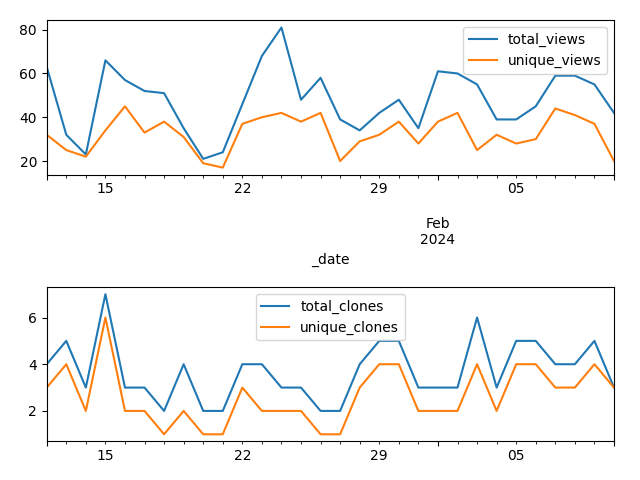 80
60
40
20
total_views
unique_views
15
22
29
05
Feb
2024
_date
6
4
2
total_clones
unique_clones
15
22
29
05